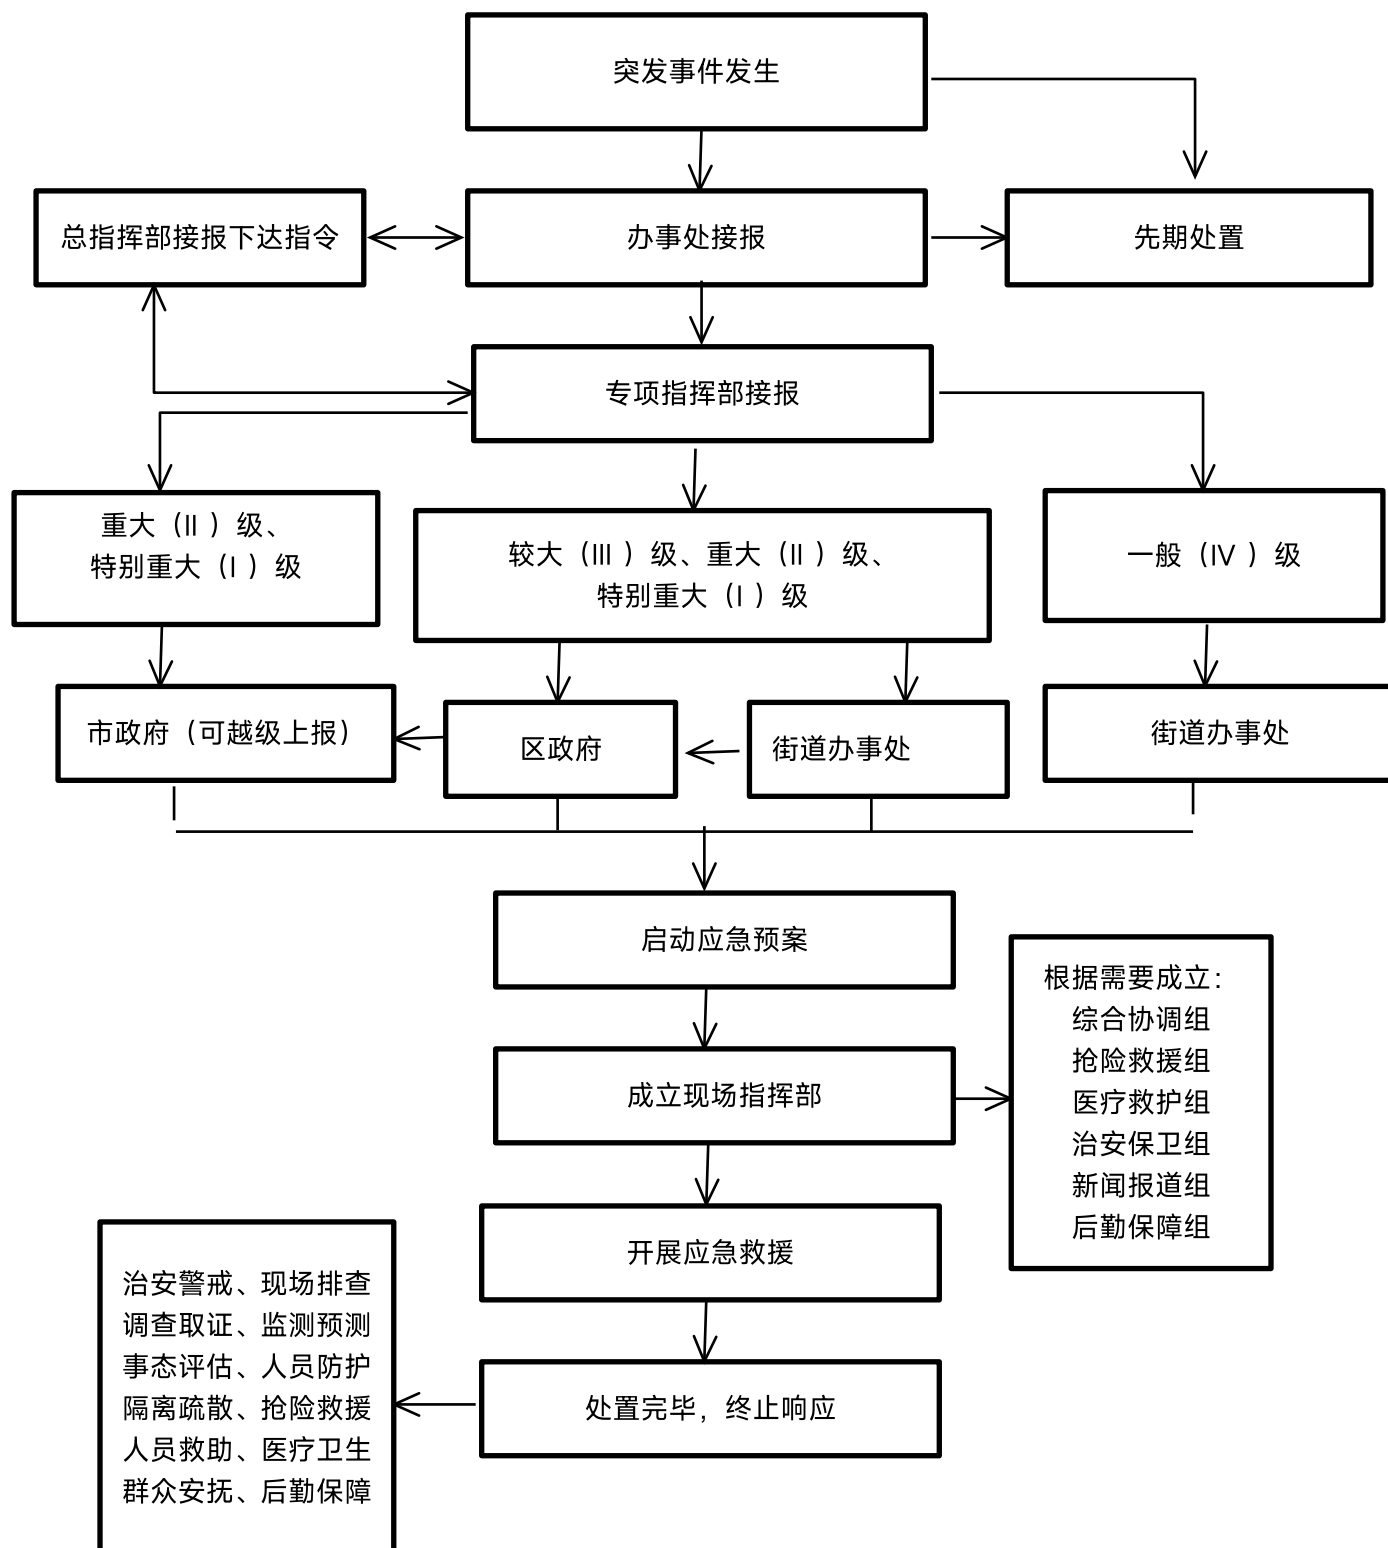 突发事件发生
总指挥部接报下达指令
办事处接报
先期处置
专项指挥部接报
重大（II ）级、
特别重大（I ）级
较大（III ）级、重大（II ）级、
特别重大（I ）级
一般（IV ）级
市政府（可越级上报）
区政府
街道办事处
街道办事处
启动应急预案
成立现场指挥部
根据需要成立：
综合协调组
抢险救援组
医疗救护组
治安保卫组
新闻报道组
后勤保障组
开展应急救援
处置完毕，终止响应
治安警戒、现场排查
调查取证、监测预测
事态评估、人员防护
隔离疏散、抢险救援
人员救助、医疗卫生
群众安抚、后勤保障